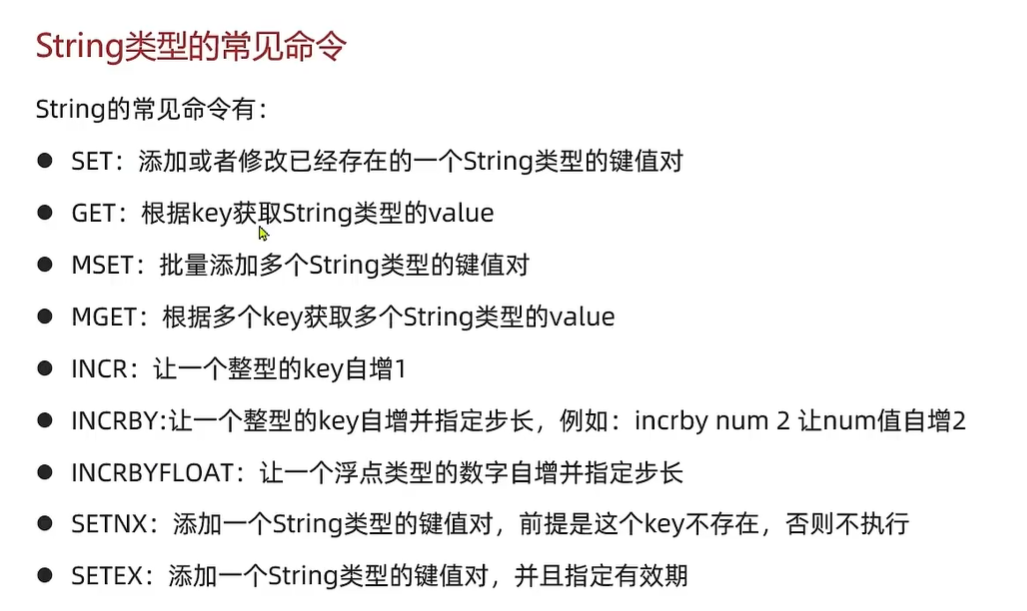 String类型的常见命令
String的常见命令有：
● SET：添加或者修改已经存在的一个String类型的键值对
● GET：根据key获取String类型的value
● MSET：批量添加多个String类型的键值对
● MGET：根据多个key获取多个String类型的value
● INCR：让一个整型的key自增1
● INCRBY:让一个整型的key自增并指定步长，例如：incrby num 2 让num值自增2
● INCRBYFLOAT：让一个浮点类型的数字自增并指定步长
● SETNX：添加一个String类型的键值对，前提是这个key不存在，否则不执行
● SETEX：添加一个String类型的键值对，并且指定有效期